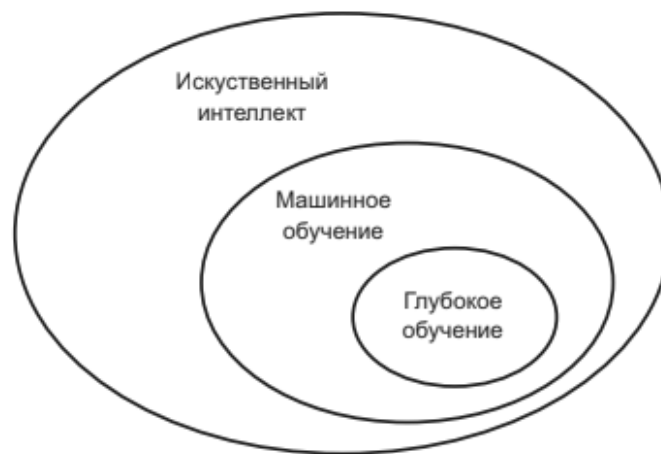 Искуственный
интеллект
Машинное
обучение
Глубокое
обучение